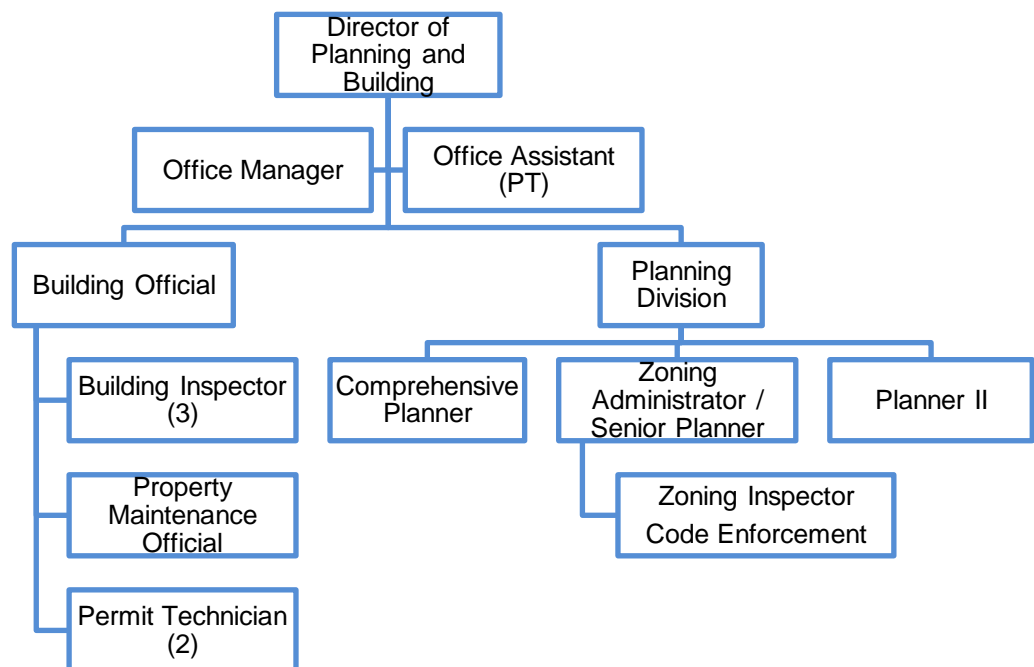 Director of
Planning and
Building
Office Manager
Office Assistant
(PT)
Building Official
Planning
Division
Building Inspector
(3)
Comprehensive
Planner
Zoning
Administrator /
Senior Planner
Planner II
Property
Maintenance
Official
Zoning Inspector
Code Enforcement
Permit Technician
(2)